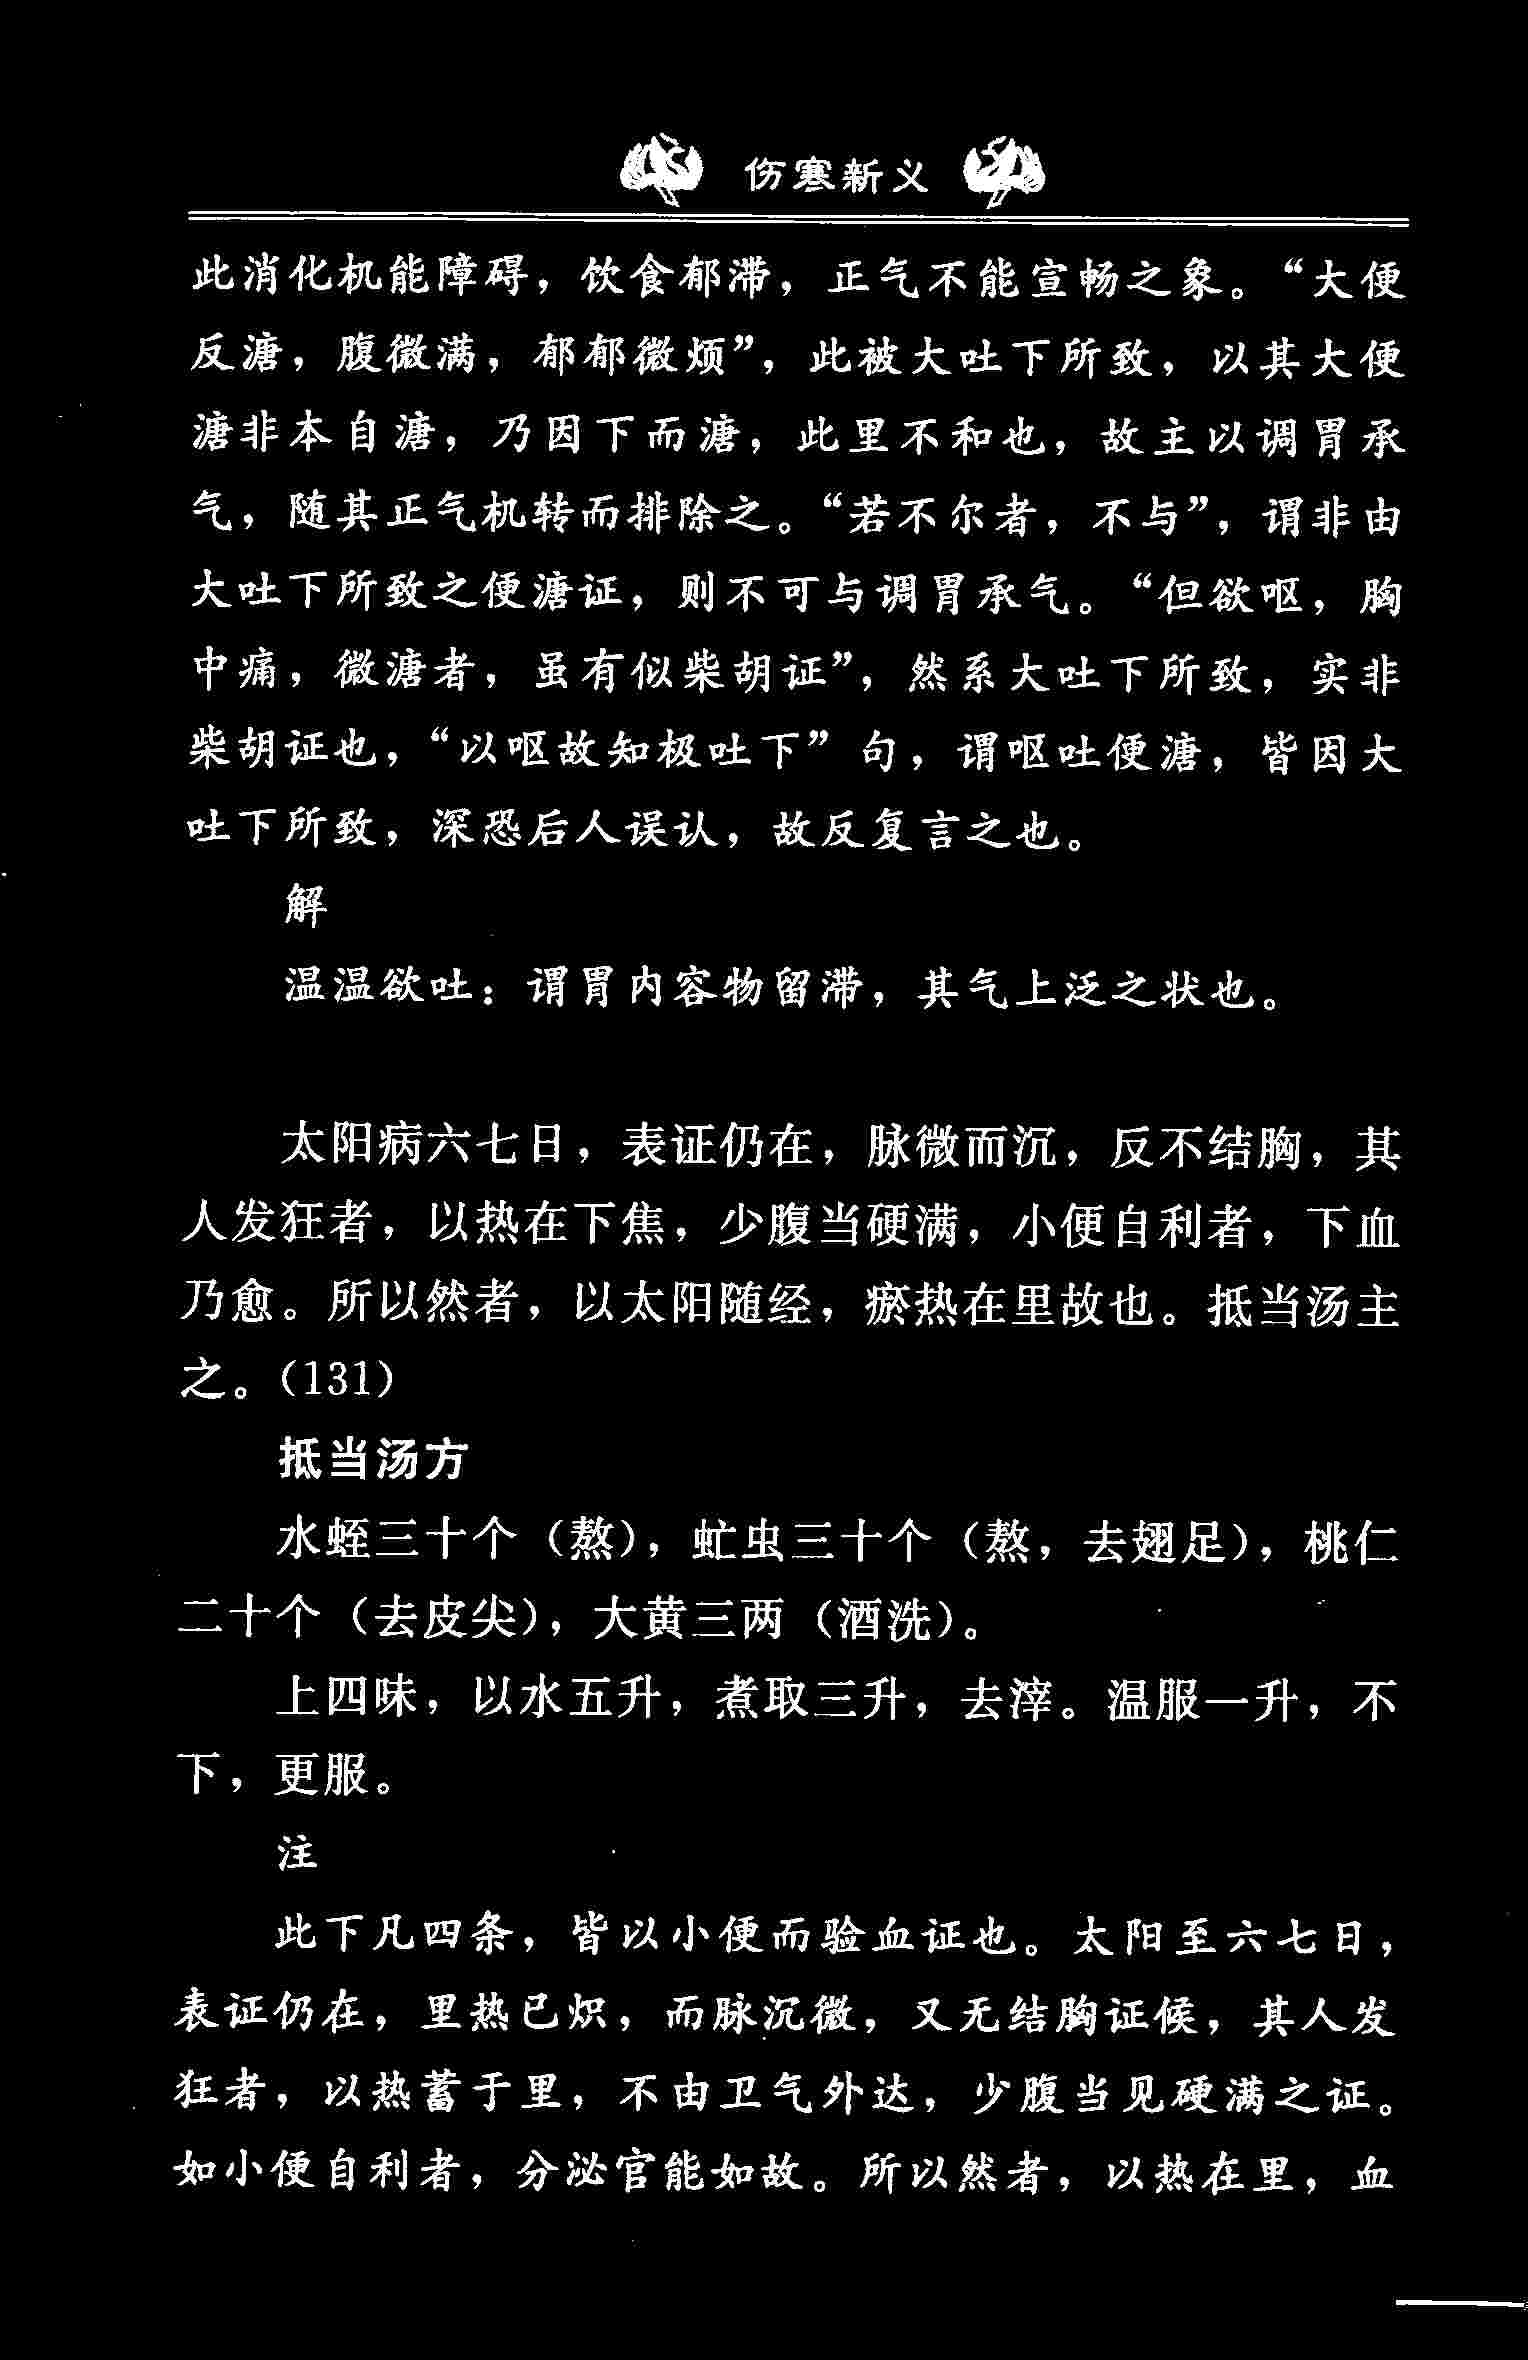 伤寒新义
此消化机能障碍，饮食郁滞，正气不能宣畅之象。“大便
反溏，腹微满，郁郁微烦”，此被大吐下所致，以其大便
溏非本自溏，乃因下而溏，此里不和也，故主以调胃承
气，随其正气机转而排除之。“若不尔者，不与”，谓非由
大吐下所致之便溏证，则不可与调胃承气。“但欲呕，胸
中痛，微溏者，虽有似柴胡证”，然系大吐下所致，实非
柴胡证也，“以呕故知极吐下”句，谓呕吐便溏，皆因大
吐下所致，深恐后人误认，故反复言之也。
解
温温欲吐：谓胃内容物留滞，其气上泛之状也。
太阳病六七日，表证仍在，脉微而沉，反不结胸，其
人发狂者，以热在下焦，少腹当硬满，小便自利者，下血
乃愈。所以然者，以太阳随经，瘀热在里故也。抵当汤主
之。（131）
抵当汤方
水蛭三十个（熬），虻虫三十个（熬，去翅足），桃仁
二十个（去皮尖），大黄三两（酒洗）。
上四味，以水五升，煮取三升，去滓。温服一升，不
下，更服。
注
此下凡四条，皆以小便而验血证也。太阳至六七日，
表证仍在，里热已炽，而脉沉微，又无结胸证候，其人发
狂者，以热蓄于里，不由卫气外达，少腹当见硬满之证。
如小便自利者，分泌官能如故。所以然者，以热在里，血